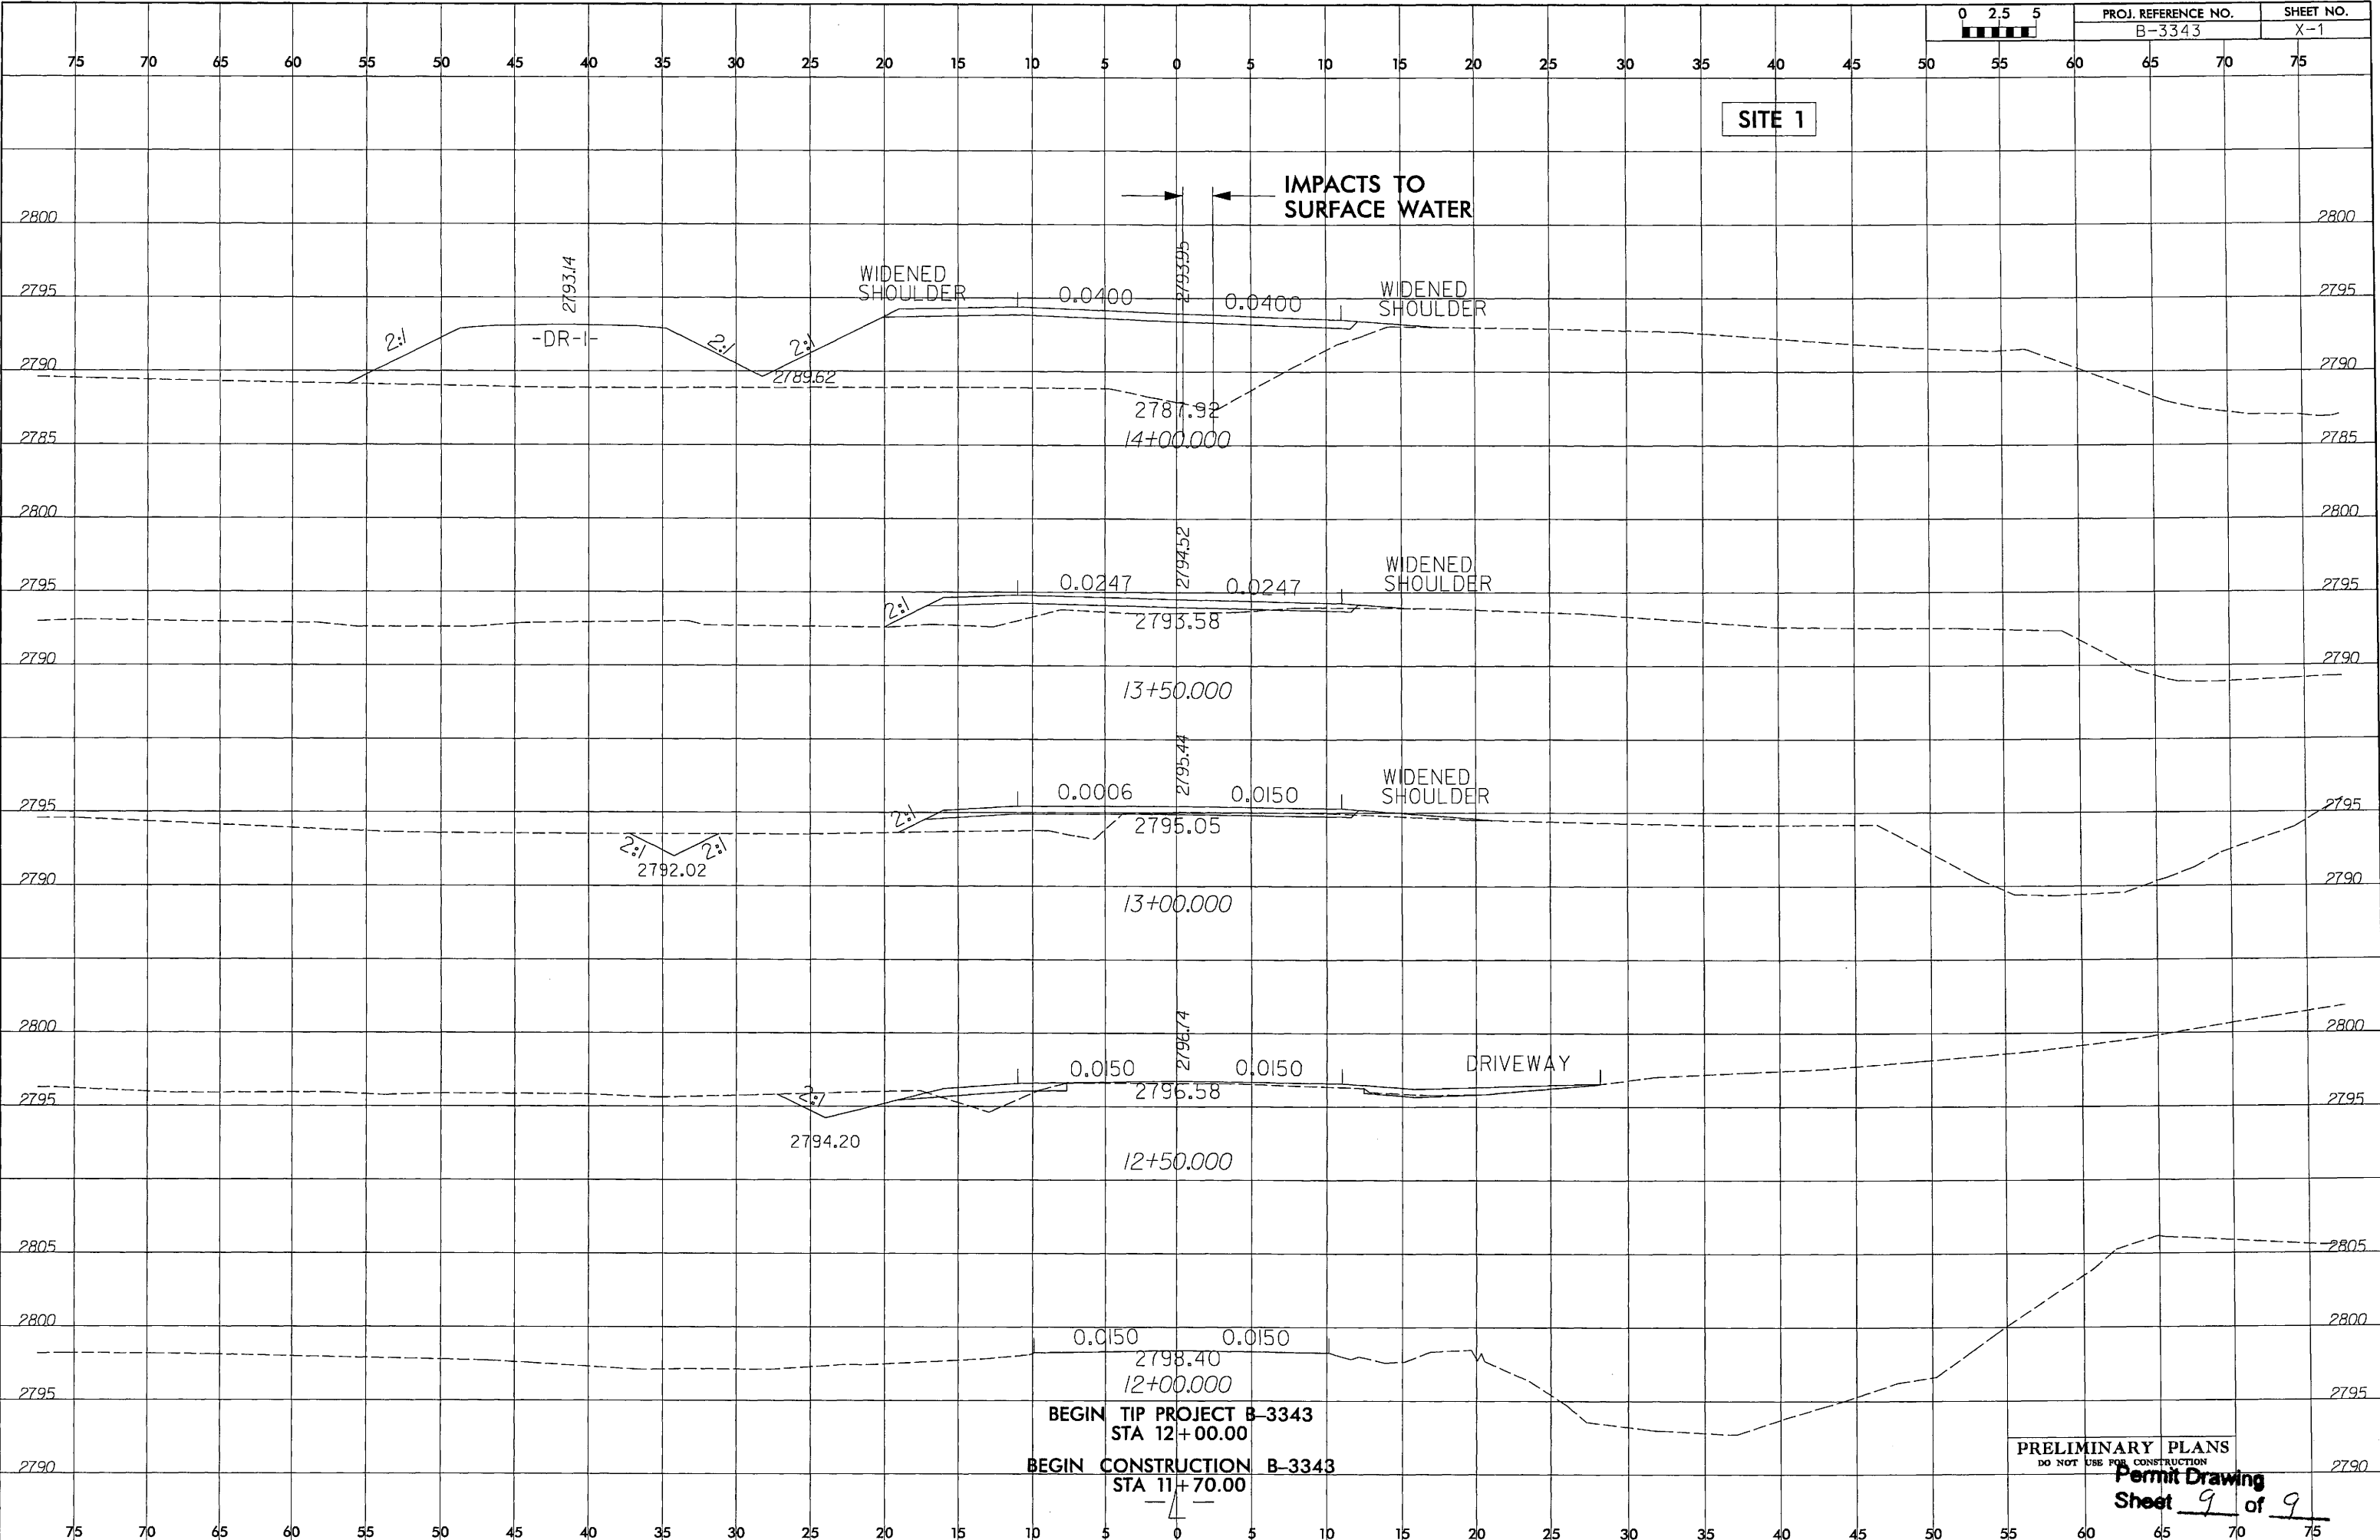 0 2.5 5
PROJ. REFERENCE NO. SHEET NO.
B-3343 X-1
75 70 65 60 55 50 45 40 35 30 25 20 15 10 5 0 5 10 15 20 25 30 35 40 45 50 55 60 65 70 75
SITE 1
IMPACTS TO
SURFACE WATER
2800 2800
2793.14
2793.95
WIDENED
SHOULDER
0.0400
0.0400
WIDENED
SHOULDER
2795 2795
2:1
-DR-1-
2:1
2:1
2790 2790
2789.62
2787.92
14+00.000
2785 2785
2800 2800
2794.52
WIDENED
SHOULDER
2795 0.0247 0.0247 2795
2:1
2793.58
2790 2790
13+50.000
2795.44
WIDENED
SHOULDER
0.0006 0.0150
2795 2795
2:1
2795.05
2:1 2:1
2792.02
2790 2790
13+00.000
2800 2800
2796.74
0.0150 0.0150 DRIVEWAY
2:1
2796.58
2795 2795
2794.20
12+50.000
2805 2805
2800 2800
0.0150 0.0150
2798.40
12+00.000
2795 2795
BEGIN TIP PROJECT B-3343
STA 12+00.00
BEGIN CONSTRUCTION B-3343
STA 11+70.00
2790 2790
PRELIMINARY PLANS
DO NOT USE FOR CONSTRUCTION
Permit Drawing
Sheet 9 of 9
75 70 65 60 55 50 45 40 35 30 25 20 15 10 5 0 5 10 15 20 25 30 35 40 45 50 55 60 65 70 75